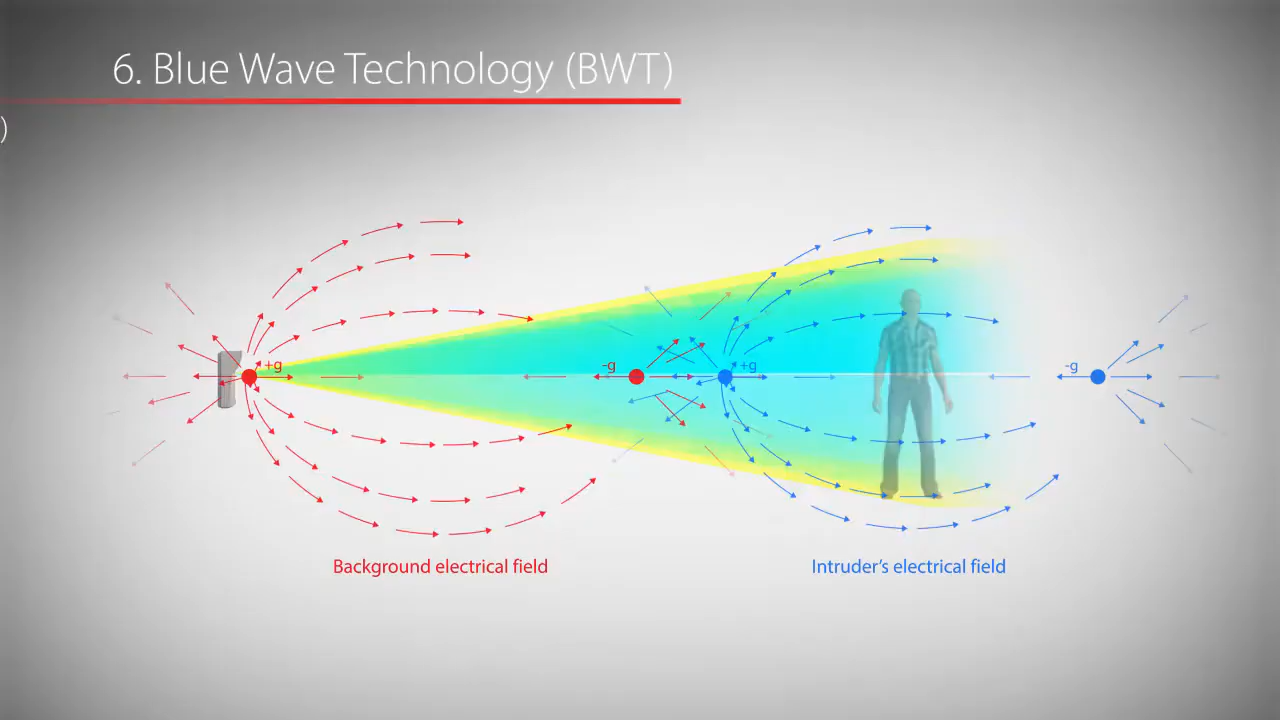 6. Blue Wave Technology (BWT)
)
+g
-g
+g
-g
Background electrical field
Intruder's electrical field